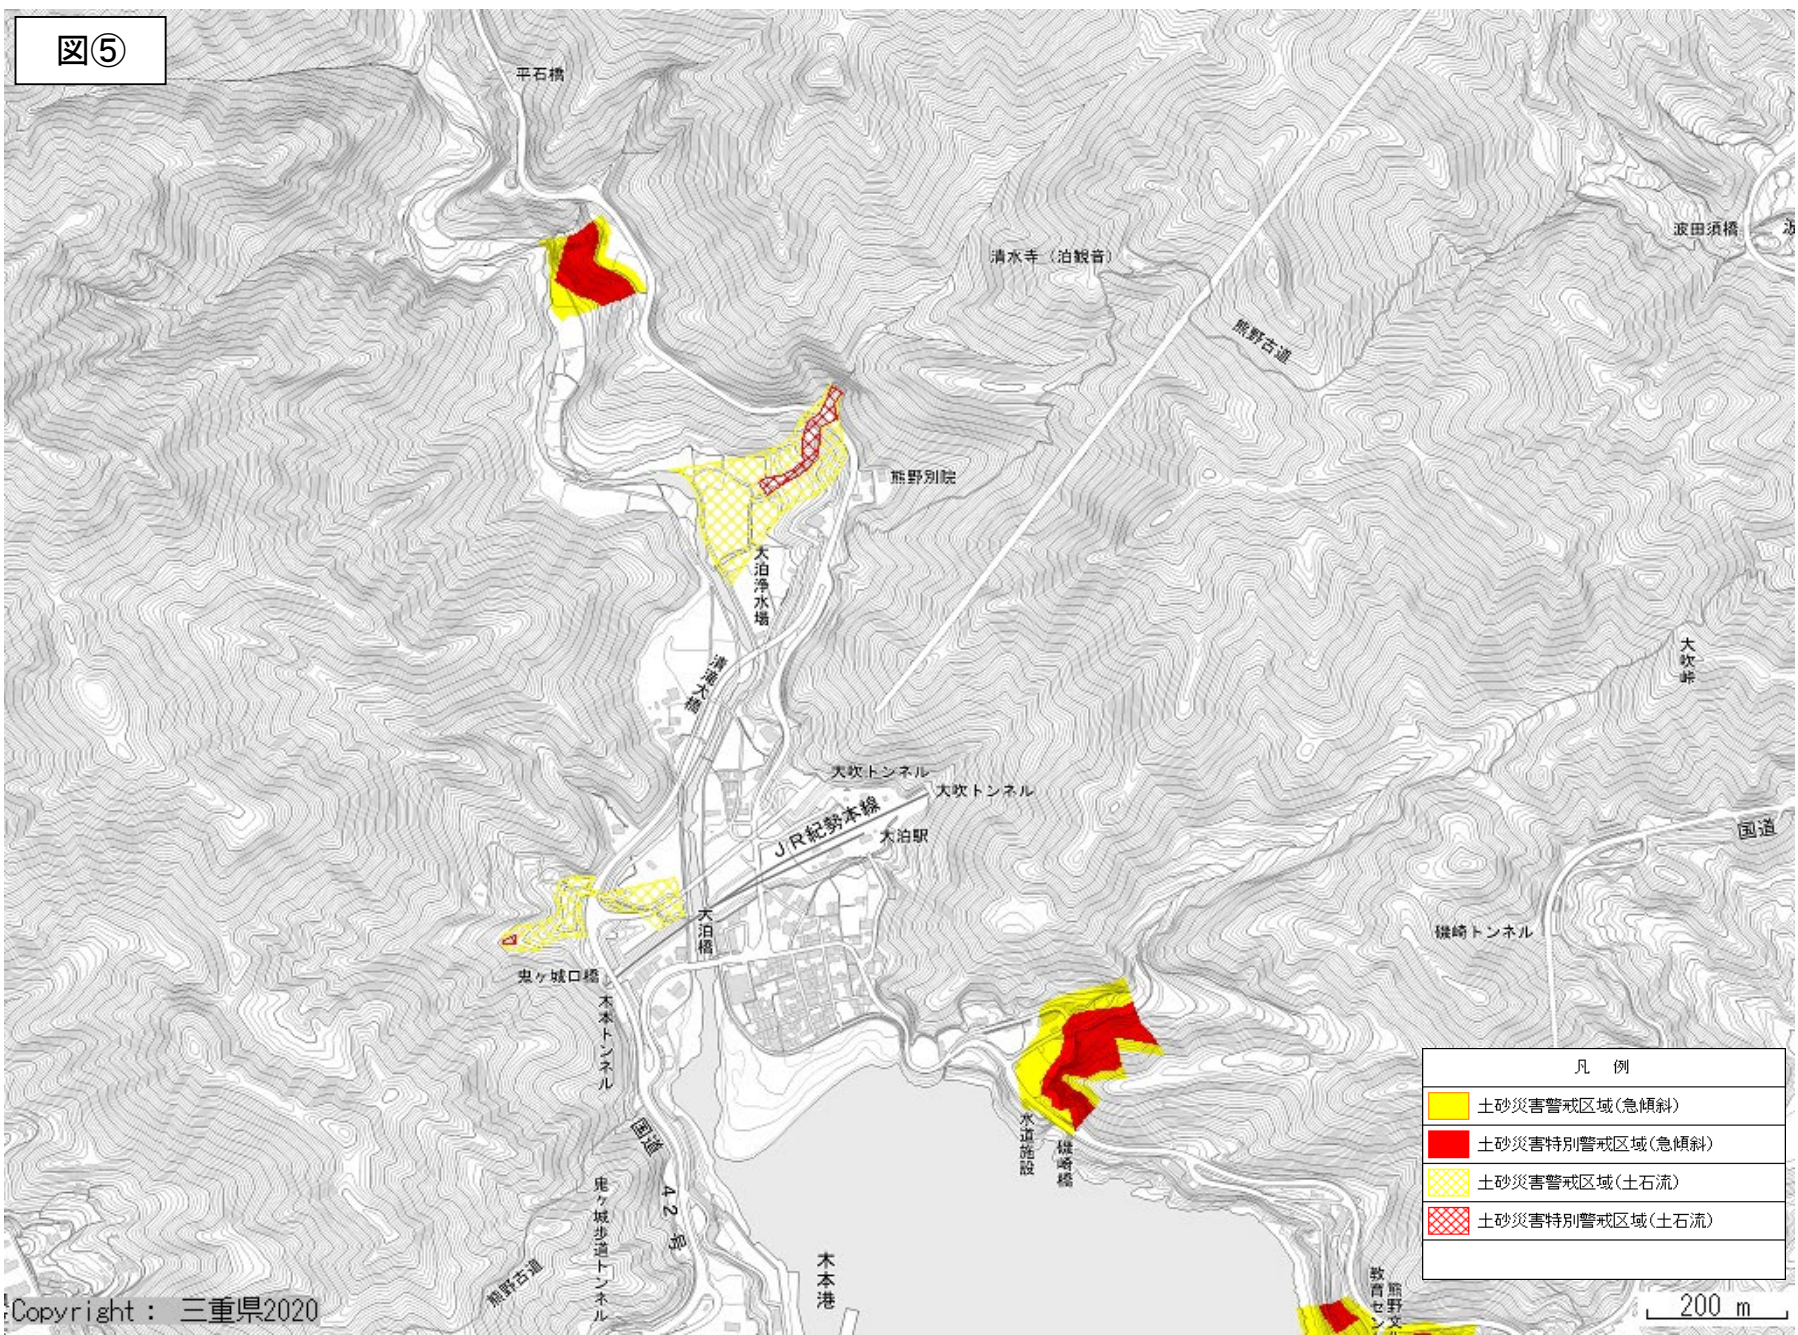 図⑤
平石橋
波田須橋
波
清水寺（泊観音）
熊野古道
熊野別院
大泊浄水場
大吹峠
清滝大橋
大吹トンネル
大吹トンネル
JR紀勢本線
大泊駅
国道
大泊橋
磯崎トンネル
鬼ヶ城口橋
木本トンネル
凡 例
土砂災害警戒区域(急傾斜)
土砂災害特別警戒区域(急傾斜)
土砂災害警戒区域(土石流)
土砂災害特別警戒区域(土石流)
水道施設
磯崎橋
国道 42号
鬼ヶ城歩道トンネル
熊野古道
木本港
熊野文
教育セン
Copyright： 三重県2020
200 m